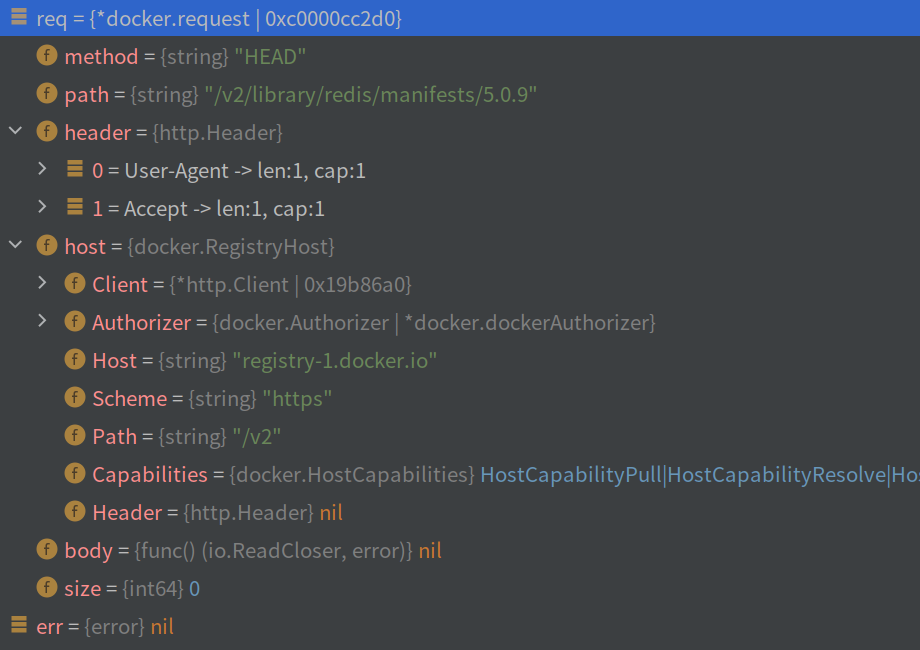 req = {*docker.request | 0xc0000cc2d0}
f method = {string} "HEAD"
f path = {string} "/v2/library/redis/manifests/5.0.9"
f header = {http.Header}
0 = User-Agent -> len:1, cap:1
1 = Accept -> len:1, cap:1
f host = {docker.RegistryHost}
f Client = {*http.Client | 0x19b86a0}
f Authorizer = {docker.Authorizer | *docker.dockerAuthorizer}
f Host = {string} "registry-1.docker.io"
f Scheme = {string} "https"
f Path = {string} "/v2"
f Capabilities = {docker.HostCapabilities} HostCapabilityPull|HostCapabilityResolve|Hos
f Header = {http.Header} nil
f body = {func() (io.ReadCloser, error)} nil
f size = {int64} 0
err = {error} nil